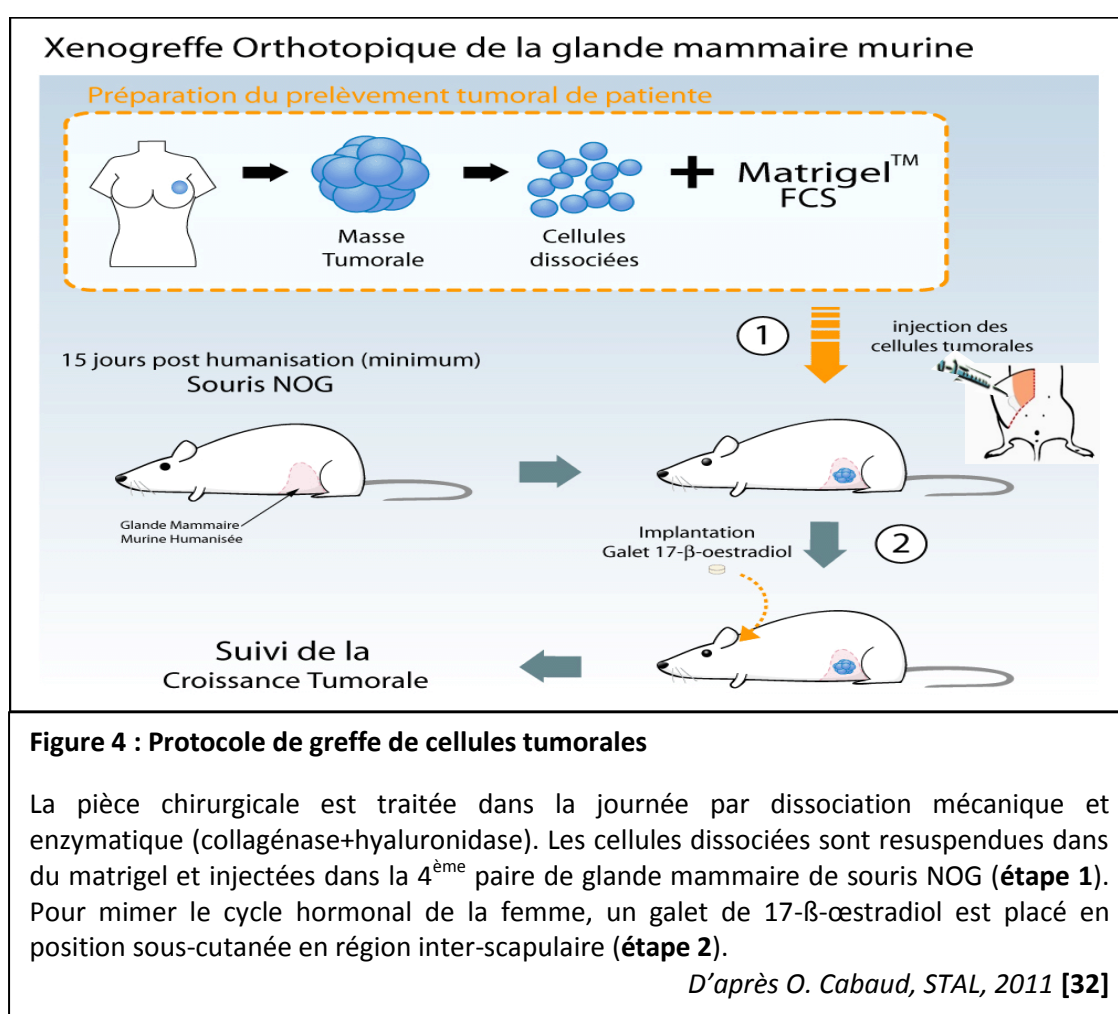 Xenogreffe Orthotopique de la glande mammaire murine
Préparation du prelèvement tumoral de patiente
Masse
Tumorale
Cellules
dissociées
+
Matrigel™
FCS
1
injection des
cellules tumorales
15 jours post humanisation (minimum)
Souris NOG
Glande Mammaire
Murine Humanisée
Implantation
Galet 17-β-oestradiol
2
Suivi de la
Croissance Tumorale
Figure 4 : Protocole de greffe de cellules tumorales
La pièce chirurgicale est traitée dans la journée par dissociation mécanique et
enzymatique (collagénase+hyaluronidase). Les cellules dissociées sont resuspendues dans
du matrigel et injectées dans la 4ème paire de glande mammaire de souris NOG (étape 1).
Pour mimer le cycle hormonal de la femme, un galet de 17-ß-œstradiol est placé en
position sous-cutanée en région inter-scapulaire (étape 2).
D'après O. Cabaud, STAL, 2011 [32]